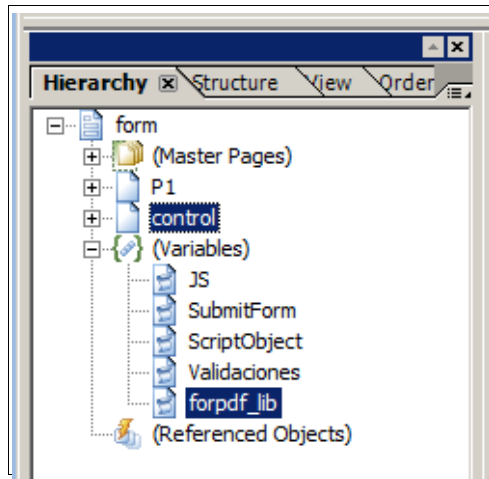 Hierarchy Structure View Order
form
(Master Pages)
P1
control
(Variables)
JS
SubmitForm
ScriptObject
Validaciones
forpdf_lib
(Referenced Objects)